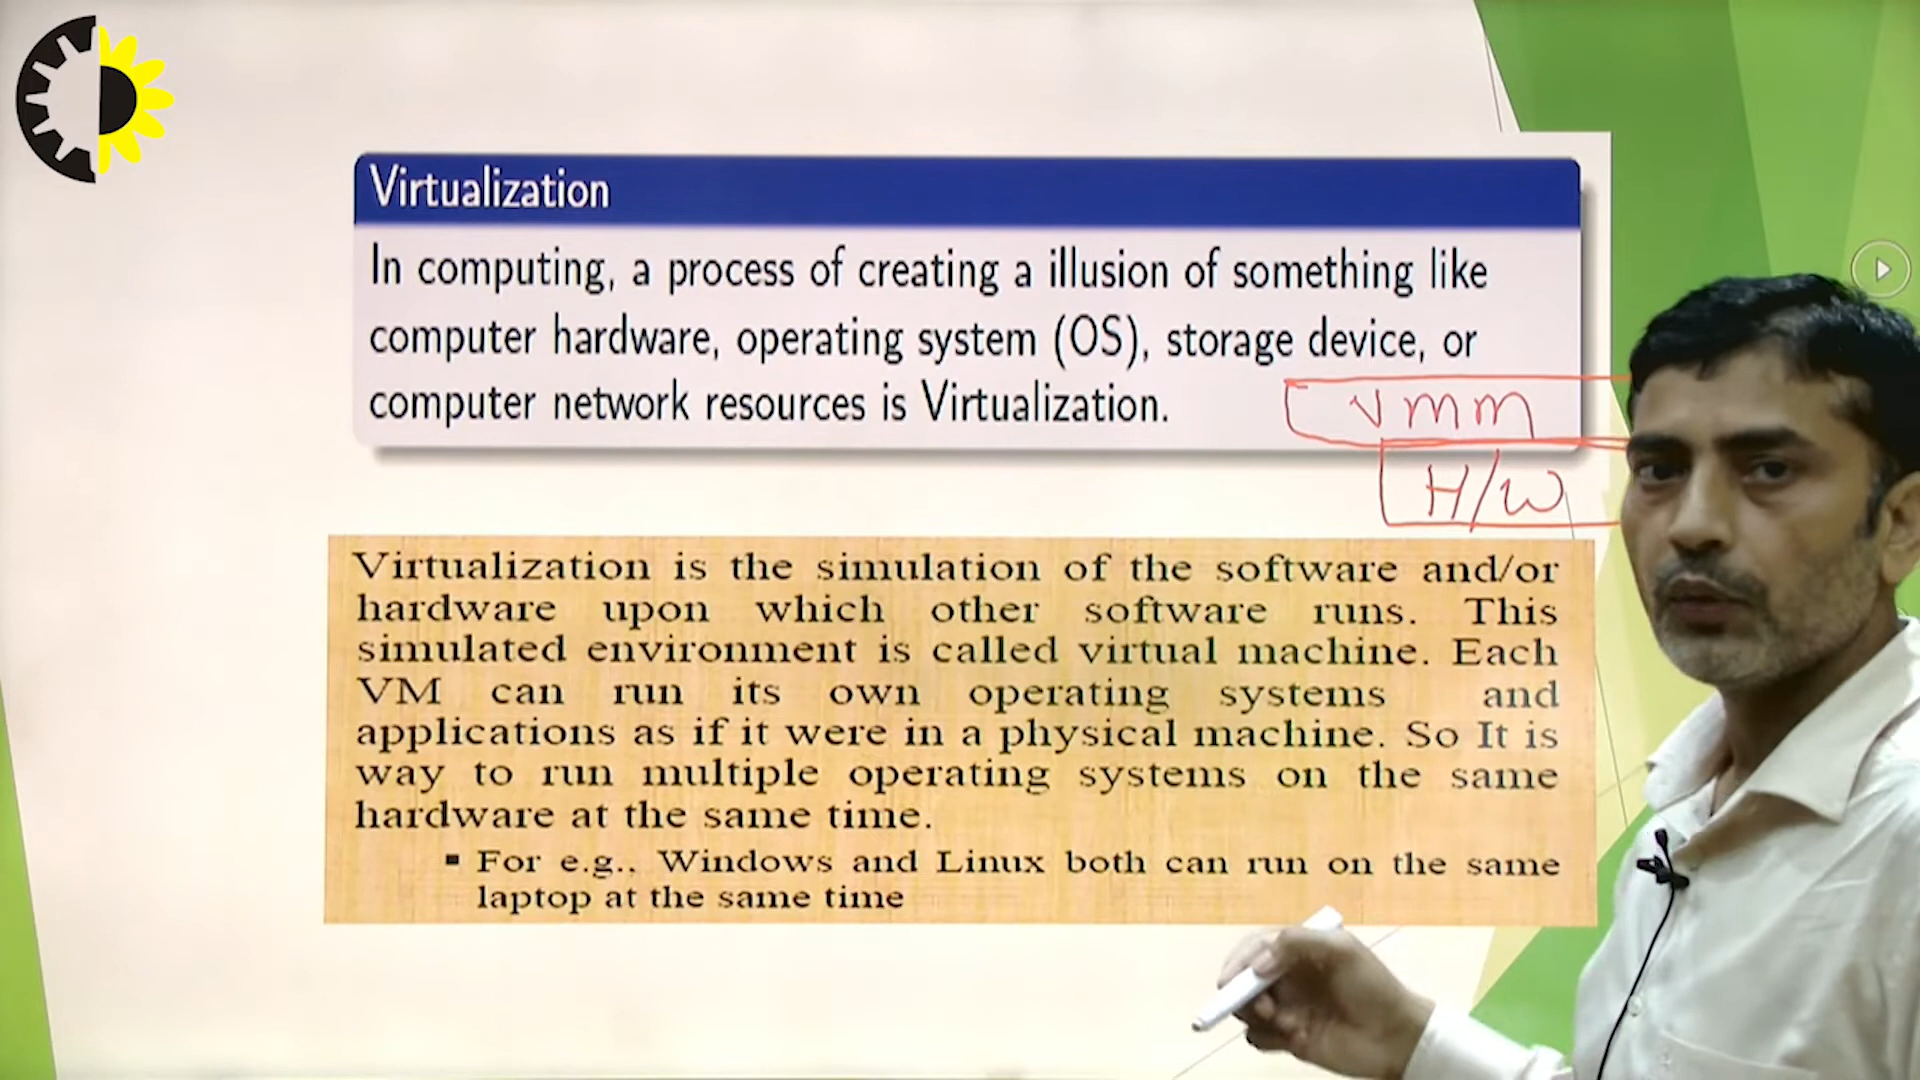 Virtualization
In computing, a process of creating a illusion of something like
computer hardware, operating system (OS), storage device, or
computer network resources is Virtualization.
VMM
H/W
Virtualization is the simulation of the software and/or
hardware upon which other software runs. This
simulated environment is called virtual machine. Each
VM can run its own operating systems and
applications as if it were in a physical machine. So It is
way to run multiple operating systems on the same
hardware at the same time.
▪ For e.g., Windows and Linux both can run on the same
laptop at the same time